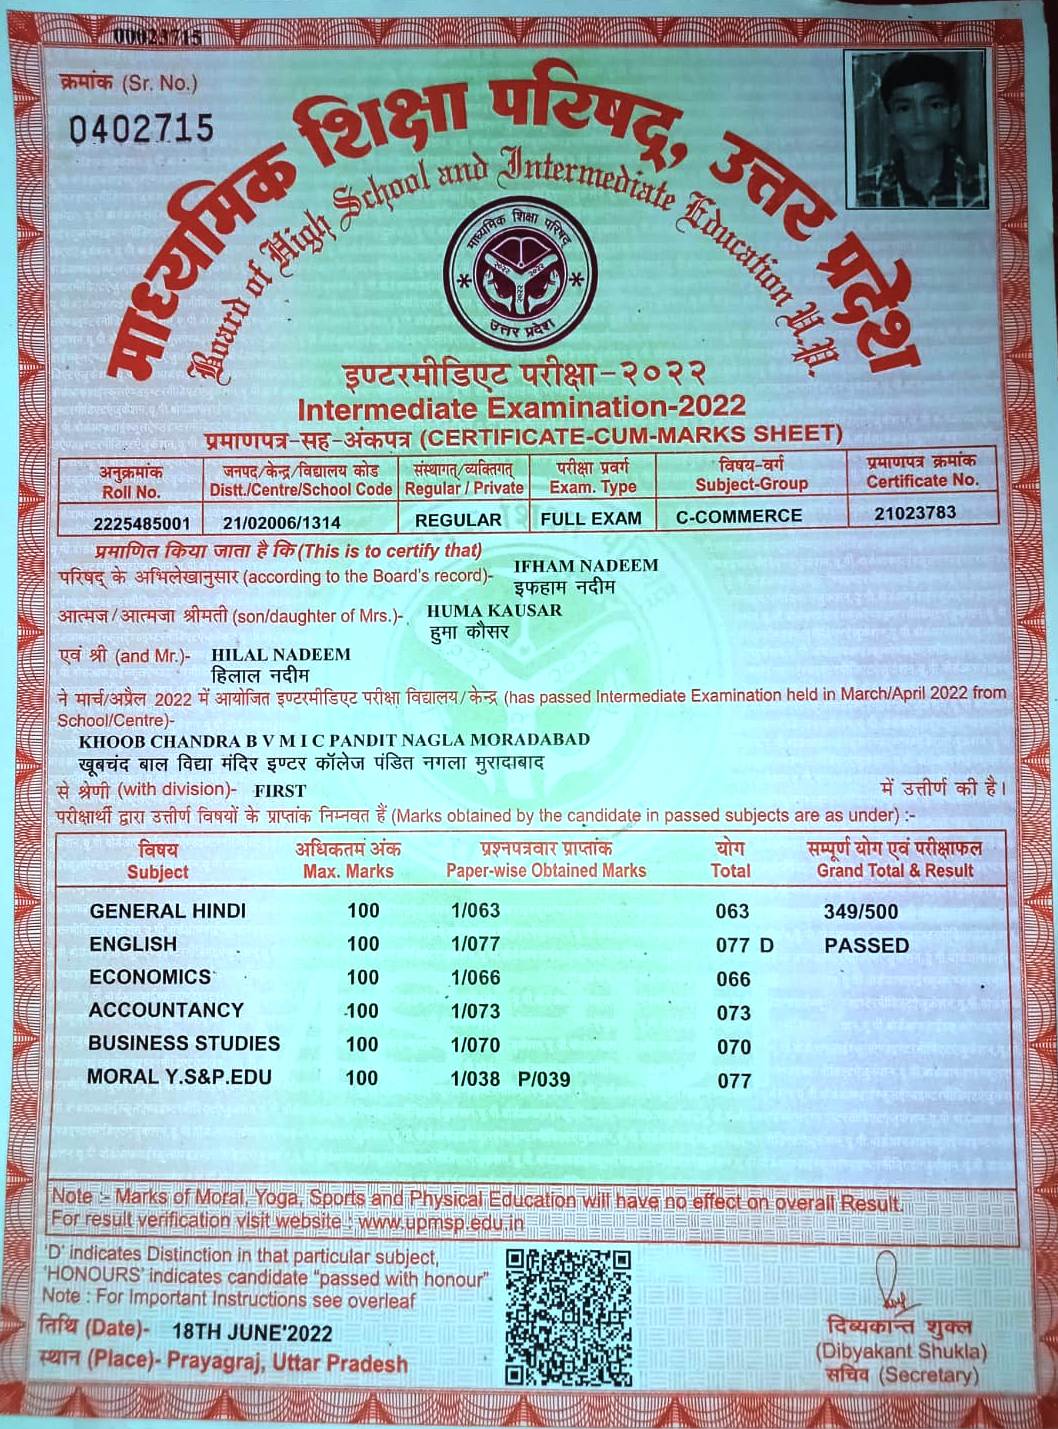 00023715
क्रमांक (Sr. No.)
0402715
माध्यमिक शिक्षा परिषद्, उत्तर प्रदेश
Board of High School and Intermediate Education U.P.
माध्यमिक शिक्षा परिषद्
२०२२ २०२२
२०२२
उत्तर प्रदेश
इण्टरमीडिएट परीक्षा-२०२२
Intermediate Examination-2022
प्रमाणपत्र-सह-अंकपत्र (CERTIFICATE-CUM-MARKS SHEET)
अनुक्रमांक जनपद/केन्द्र/विद्यालय कोड संस्थागत/व्यक्तिगत परीक्षा प्रवर्ग विषय-वर्ग प्रमाणपत्र क्रमांक
Roll No. Distt./Centre/School Code Regular / Private Exam. Type Subject-Group Certificate No.
2225485001 21/02006/1314 REGULAR FULL EXAM C-COMMERCE 21023783
प्रमाणित किया जाता है कि (This is to certify that)
परिषद् के अभिलेखानुसार (according to the Board's record)- IFHAM NADEEM
इफहाम नदीम
आत्मज/आत्मजा श्रीमती (son/daughter of Mrs.)- HUMA KAUSAR
हुमा कौसर
एवं श्री (and Mr.)- HILAL NADEEM
हिलाल नदीम
ने मार्च/अप्रैल 2022 में आयोजित इण्टरमीडिएट परीक्षा विद्यालय/केन्द्र (has passed Intermediate Examination held in March/April 2022 from
School/Centre)-
KHOOB CHANDRA B V M I C PANDIT NAGLA MORADABAD
खूबचंद बाल विद्या मंदिर इण्टर कॉलेज पंडित नगला मुरादाबाद
से श्रेणी (with division)- FIRST में उत्तीर्ण की है।
परीक्षार्थी द्वारा उत्तीर्ण विषयों के प्राप्तांक निम्नवत हैं (Marks obtained by the candidate in passed subjects are as under) :-
विषय अधिकतम अंक प्रश्नपत्रवार प्राप्तांक योग सम्पूर्ण योग एवं परीक्षाफल
Subject Max. Marks Paper-wise Obtained Marks Total Grand Total & Result
GENERAL HINDI 100 1/063 063 349/500
ENGLISH 100 1/077 077 D PASSED
ECONOMICS 100 1/066 066
ACCOUNTANCY 100 1/073 073
BUSINESS STUDIES 100 1/070 070
MORAL Y.S&P.EDU 100 1/038 P/039 077
Note :- Marks of Moral, Yoga, Sports and Physical Education will have no effect on overall Result.
For result verification visit website : www.upmsp.edu.in
'D' indicates Distinction in that particular subject,
'HONOURS' indicates candidate "passed with honour"
Note : For Important Instructions see overleaf
तिथि (Date)- 18TH JUNE'2022
स्थान (Place)- Prayagraj, Uttar Pradesh
दिब्यकान्त शुक्ल
(Dibyakant Shukla)
सचिव (Secretary)